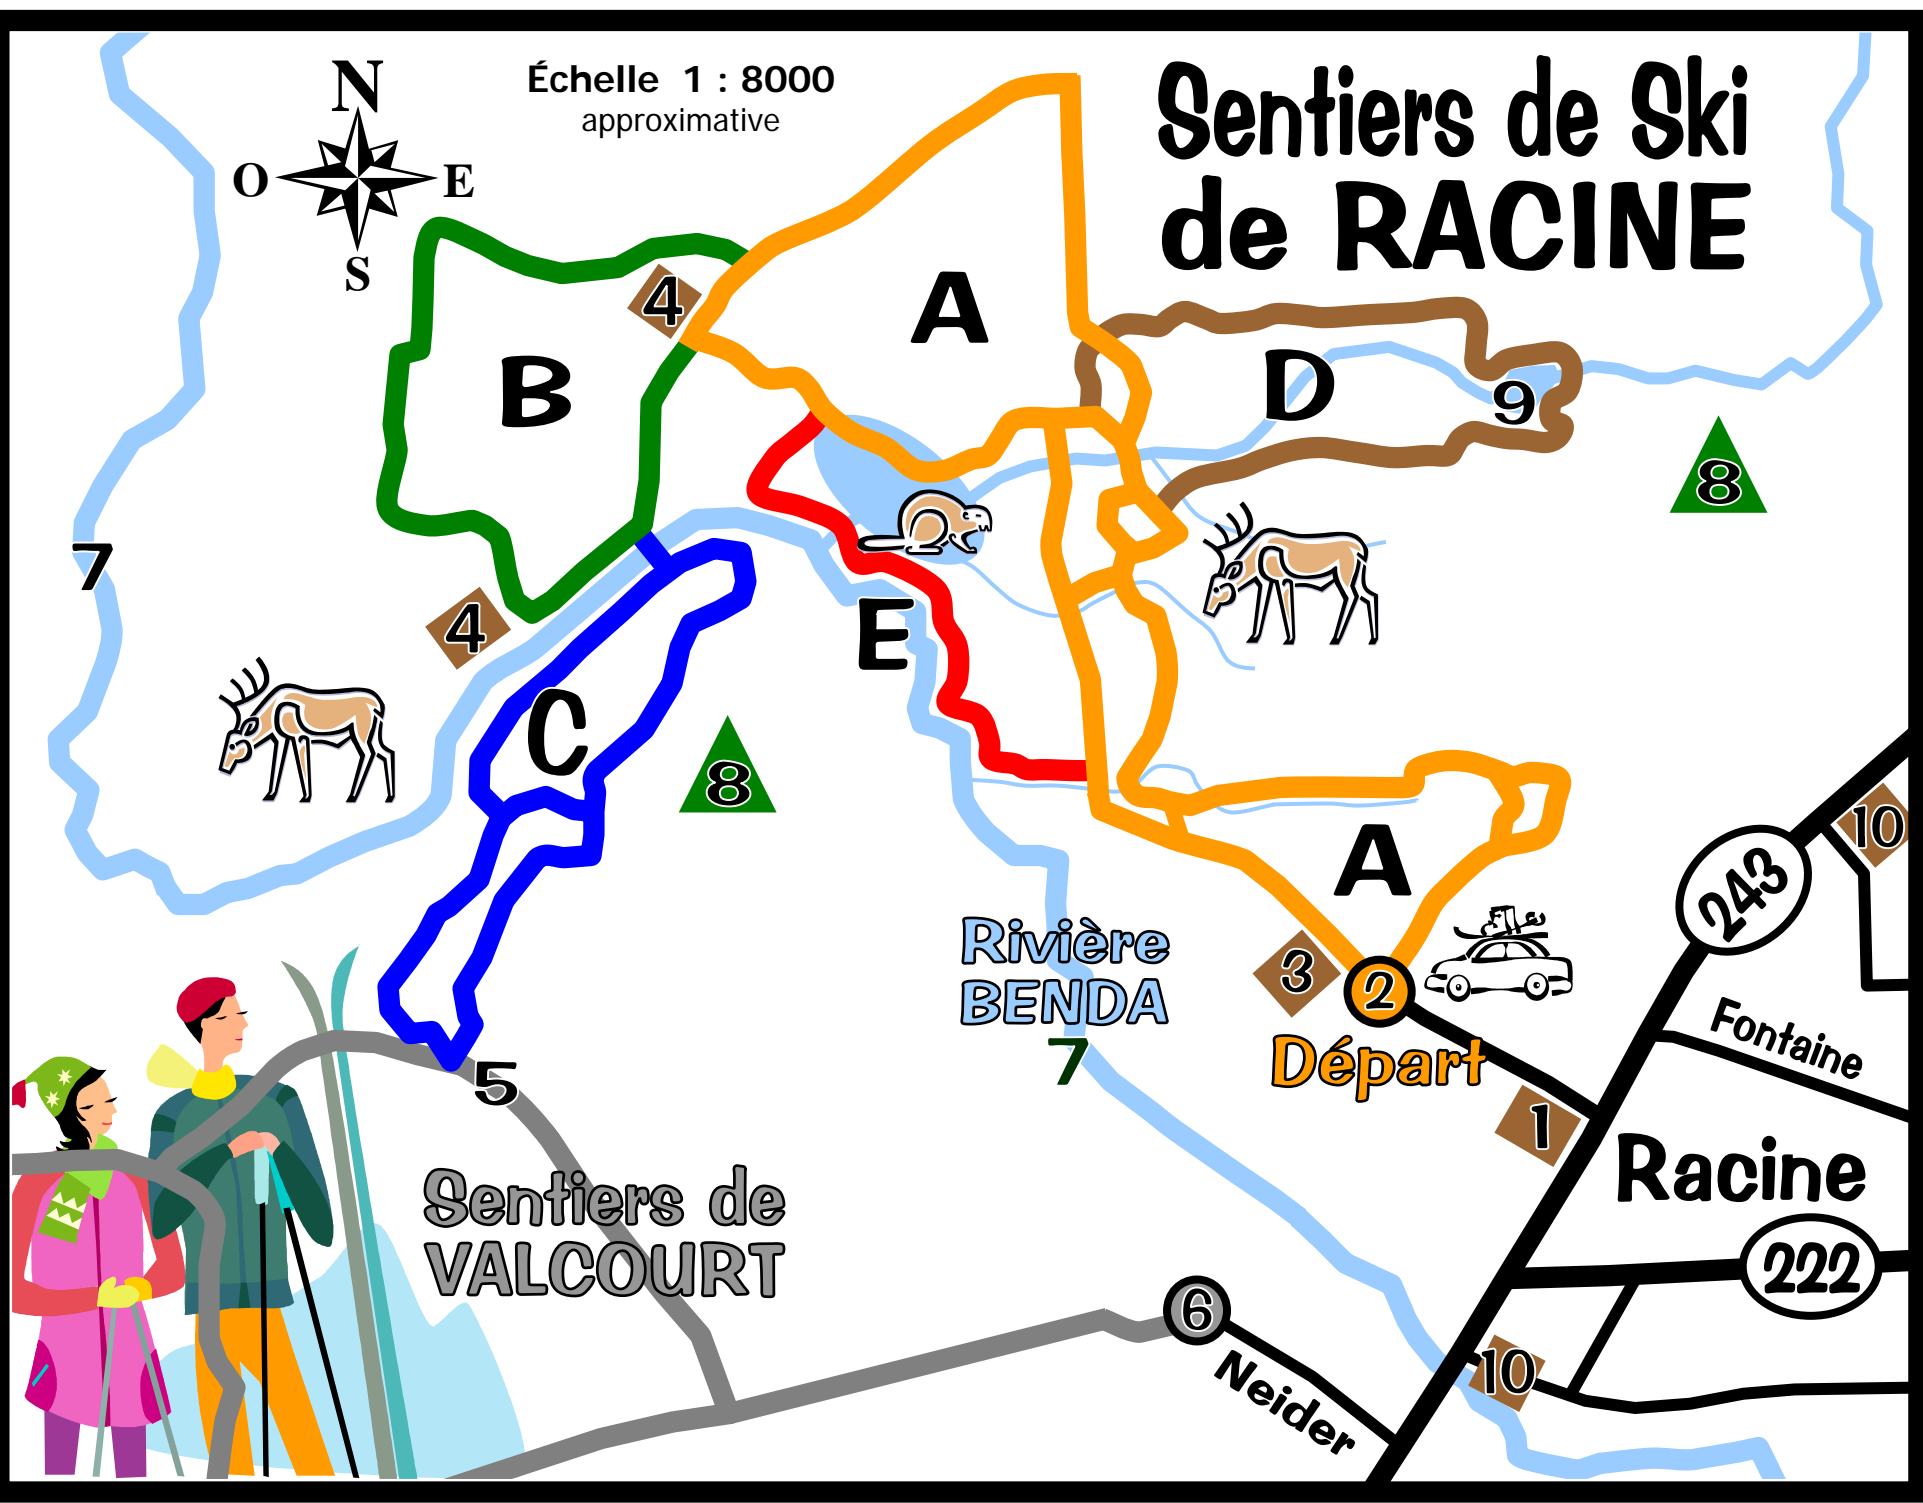 N
O
E
S
Échelle 1 : 8000
approximative
Sentiers de Ski
de RACINE
4
A
B
D
9
8
7
4
E
C
8
A
10
243
Rivière
BENDA
3
2
Départ
7
Fontaine
5
1
Racine
Sentiers de
VALCOURT
222
6
Neider
10